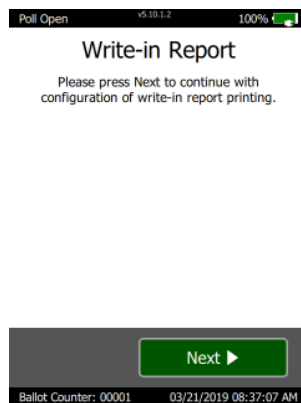 Poll Open v5.10.1.2 100%
Write-in Report
Please press Next to continue with
configuration of write-in report printing.
Next
Ballot Counter: 00001 03/21/2019 08:37:07 AM